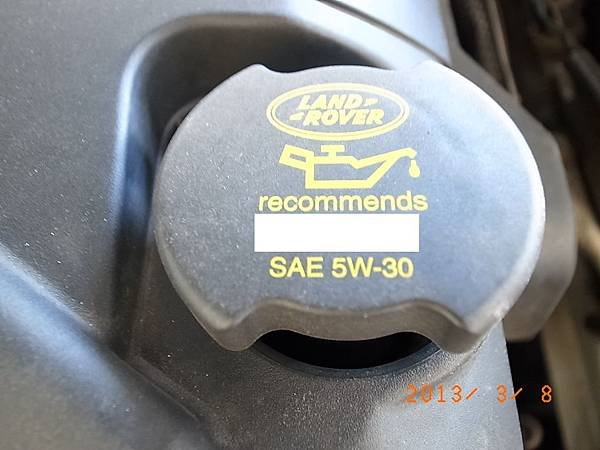 LAND
ROVER
recommends
SAE 5W-30
2013/ 3/ 8